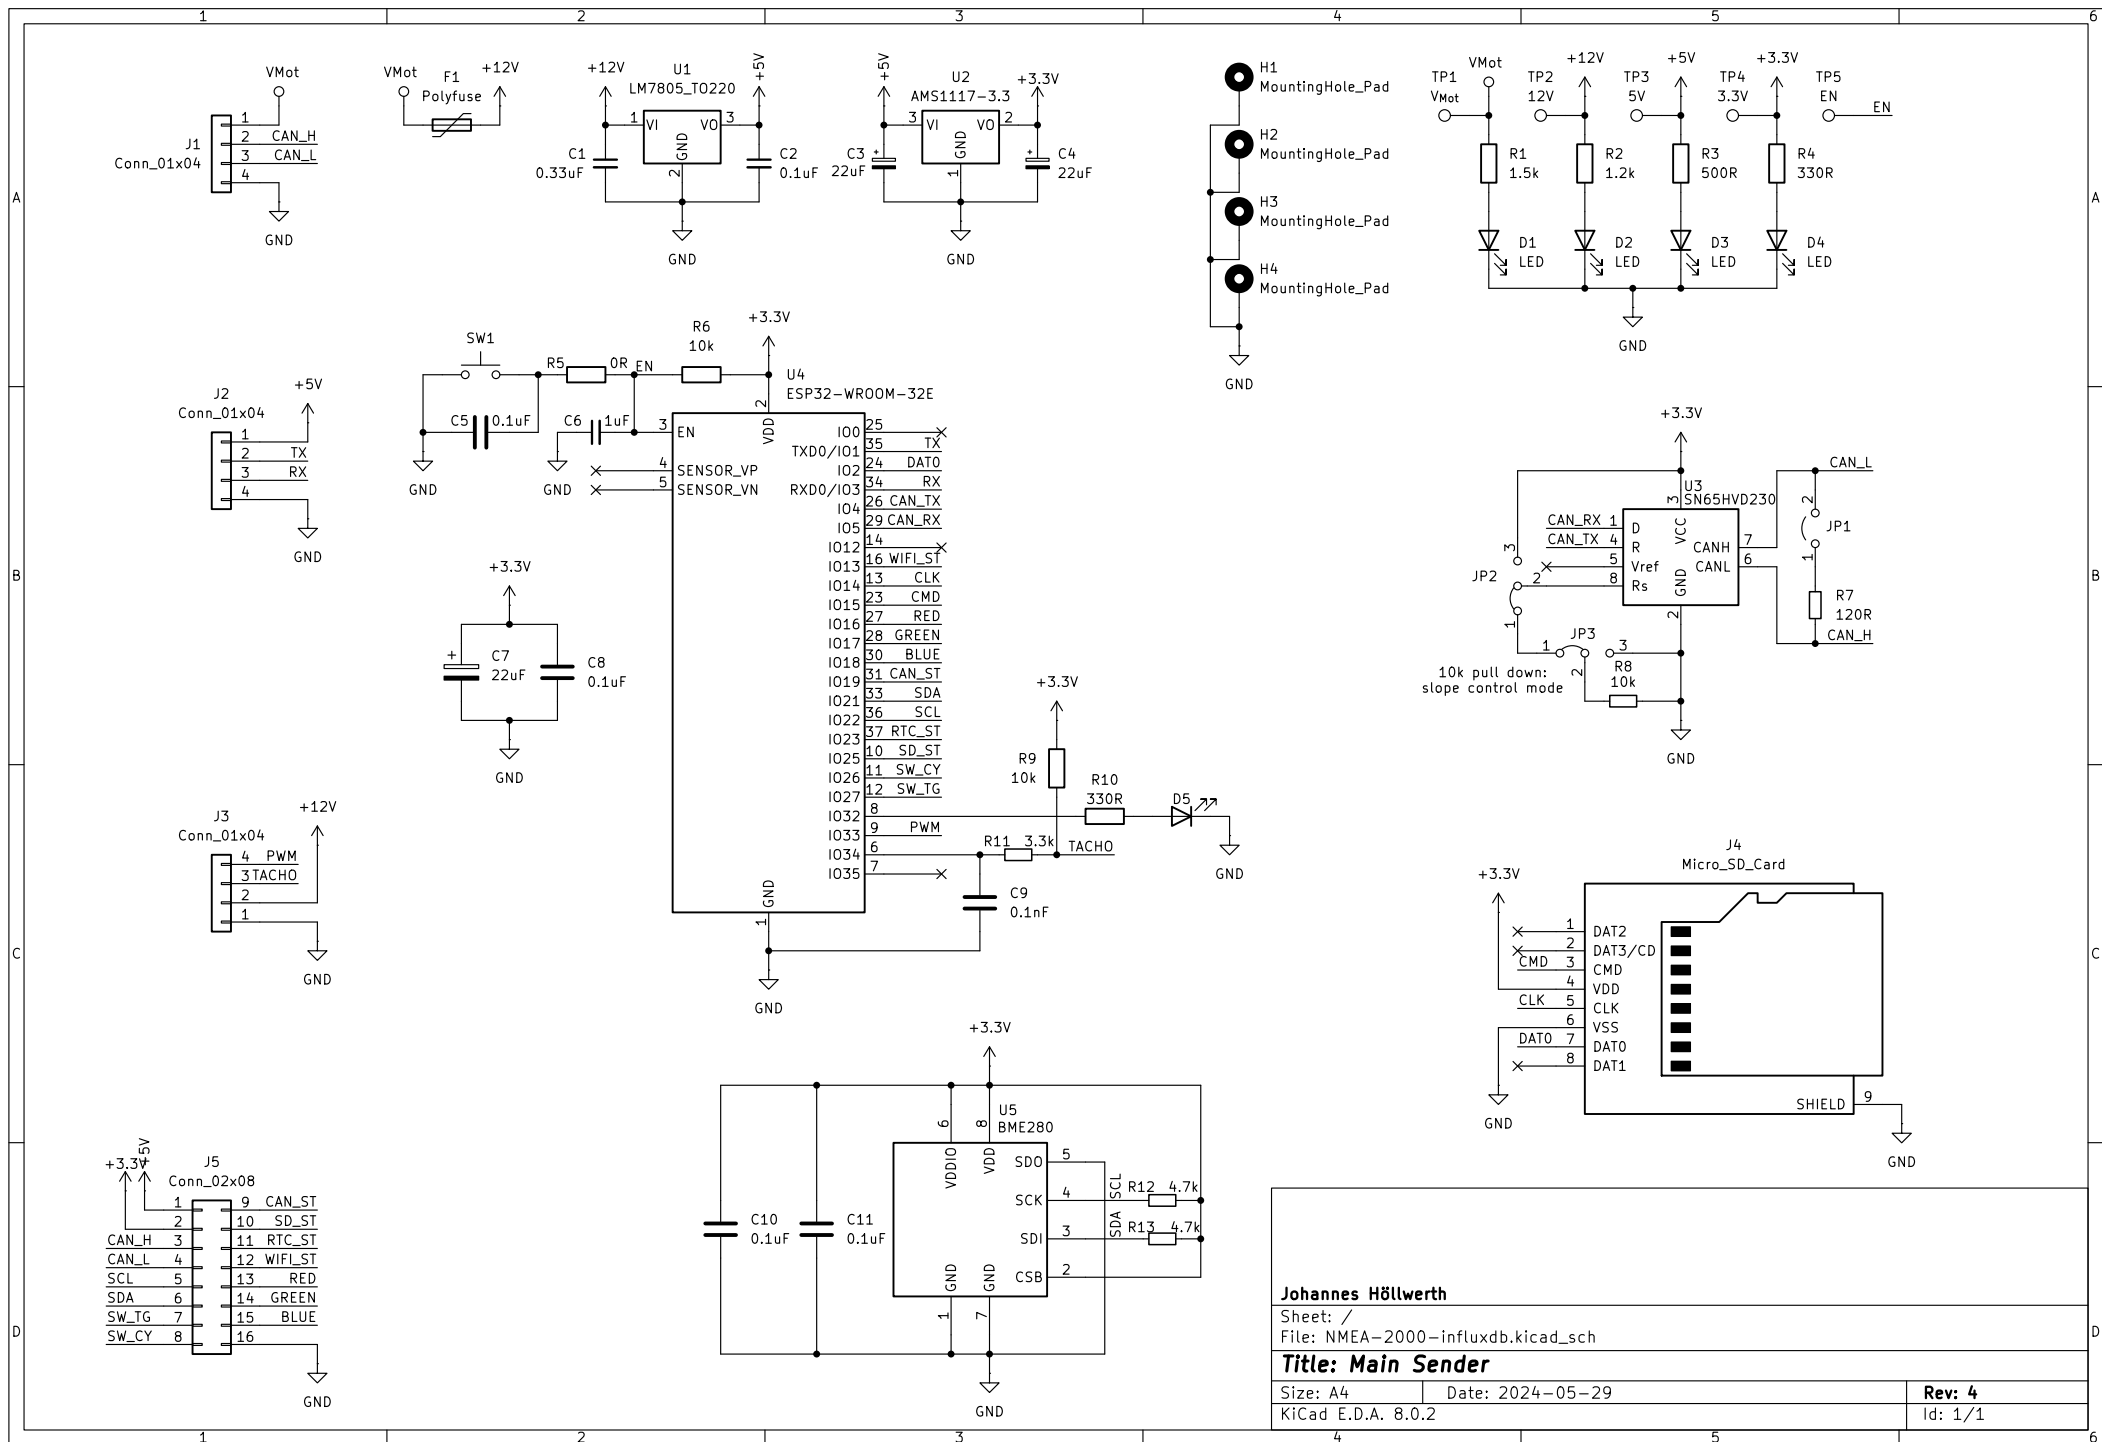 1 2 3 4 5 6
A
B
C
D
VMot
J1
Conn_01x04
1
2 CAN_H
3 CAN_L
4
GND
VMot
F1
Polyfuse
+12V
+12V
U1
LM7805_TO220
+5V
1 VI
VO 3
GND
2
C1
0.33uF
C2
0.1uF
GND
+5V
U2
AMS1117-3.3
+3.3V
3 VI
VO 2
GND
1
C3
22uF
C4
22uF
GND
H1
MountingHole_Pad
H2
MountingHole_Pad
H3
MountingHole_Pad
H4
MountingHole_Pad
GND
TP1
VMot
VMot
TP2
12V
+12V
TP3
5V
+5V
TP4
3.3V
+3.3V
TP5
EN
EN
R1
1.5k
R2
1.2k
R3
500R
R4
330R
D1
LED
D2
LED
D3
LED
D4
LED
GND
J2
Conn_01x04
+5V
1
2 TX
3 RX
4
GND
SW1
R5 0R
EN
R6
10k
+3.3V
C5 0.1uF
C6 1uF
GND
GND
U4
ESP32-WROOM-32E
2
VDD
3 EN
4 SENSOR_VP
5 SENSOR_VN
IO0 25
TXD0/IO1 35 TX
IO2 24 DAT0
RXD0/IO3 34 RX
IO4 26 CAN_TX
IO5 29 CAN_RX
IO12 14
IO13 16 WIFI_ST
IO14 13 CLK
IO15 23 CMD
IO16 27 RED
IO17 28 GREEN
IO18 30 BLUE
IO19 31 CAN_ST
IO21 33 SDA
IO22 36 SCL
IO23 37 RTC_ST
IO25 10 SD_ST
IO26 11 SW_CY
IO27 12 SW_TG
IO32 8
IO33 9 PWM
IO34 6
IO35 7
GND
1
GND
+3.3V
C7
22uF
C8
0.1uF
GND
+3.3V
R9
10k
R10
330R
D5
GND
R11 3.3k
TACHO
C9
0.1nF
+3.3V
U3
SN65HVD230
3
VCC
CAN_RX 1 D
CAN_TX 4 R
5 Vref
8 Rs
CANH 7
CANL 6
GND
2
CAN_L
2
JP1
1
R7
120R
CAN_H
3
JP2
2
1
1 JP3 3
2
R8
10k
10k pull down:
slope control mode
GND
J3
Conn_01x04
+12V
4 PWM
3 TACHO
2
1
GND
J4
Micro_SD_Card
+3.3V
1 DAT2
2 DAT3/CD
CMD 3 CMD
4 VDD
CLK 5 CLK
6 VSS
DAT0 7 DAT0
8 DAT1
SHIELD 9
GND
GND
+3.3V
U5
BME280
6
VDDIO
8
VDD
SDO 5
SCK 4
SDI 3
CSB 2
GND
1
GND
7
SCL
SDA
R12 4.7k
R13 4.7k
C10
0.1uF
C11
0.1uF
GND
+3.3V
+5V
J5
Conn_02x08
1 9 CAN_ST
2 10 SD_ST
CAN_H 3 11 RTC_ST
CAN_L 4 12 WIFI_ST
SCL 5 13 RED
SDA 6 14 GREEN
SW_TG 7 15 BLUE
SW_CY 8 16
GND
Johannes Höllwerth
Sheet: /
File: NMEA-2000-influxdb.kicad_sch
Title: Main Sender
Size: A4 Date: 2024-05-29 Rev: 4
KiCad E.D.A. 8.0.2 Id: 1/1
A
B
C
D
1 2 3 4 5 6